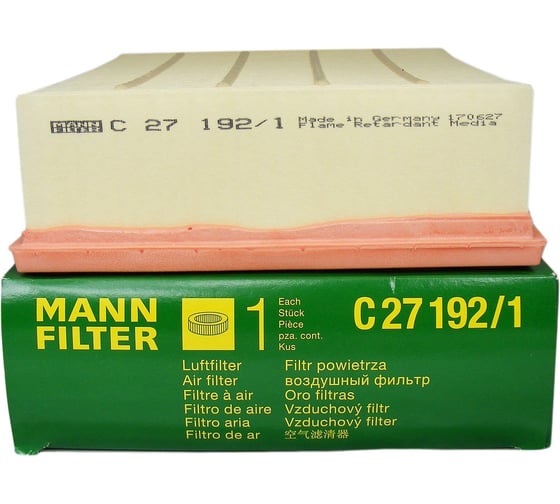 MANN FILTER C 27 192/1 Made in Germany 170627
Flame Retardant Media
MANN
FILTER
1
Each
Stück
Pièce
pza. cont.
Kus
C 27 192/1
Luftfilter
Air filter
Filtre à air
Filtro de aire
Filtro aria
Filtro de ar
Filtr powietrza
воздушный фильтр
Oro filtras
Vzduchový filtr
Vzduchový filter
空气滤清器